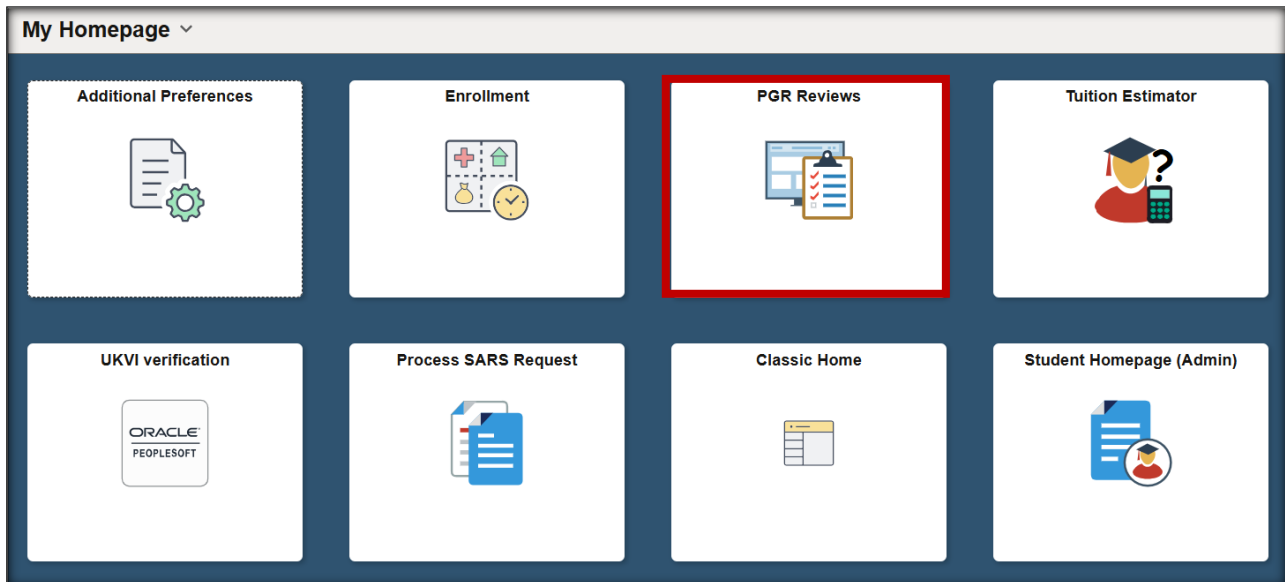 My Homepage
Additional Preferences
Enrollment
PGR Reviews
Tuition Estimator
?
UKVI verification
Process SARS Request
Classic Home
Student Homepage (Admin)
ORACLE
PEOPLESOFT